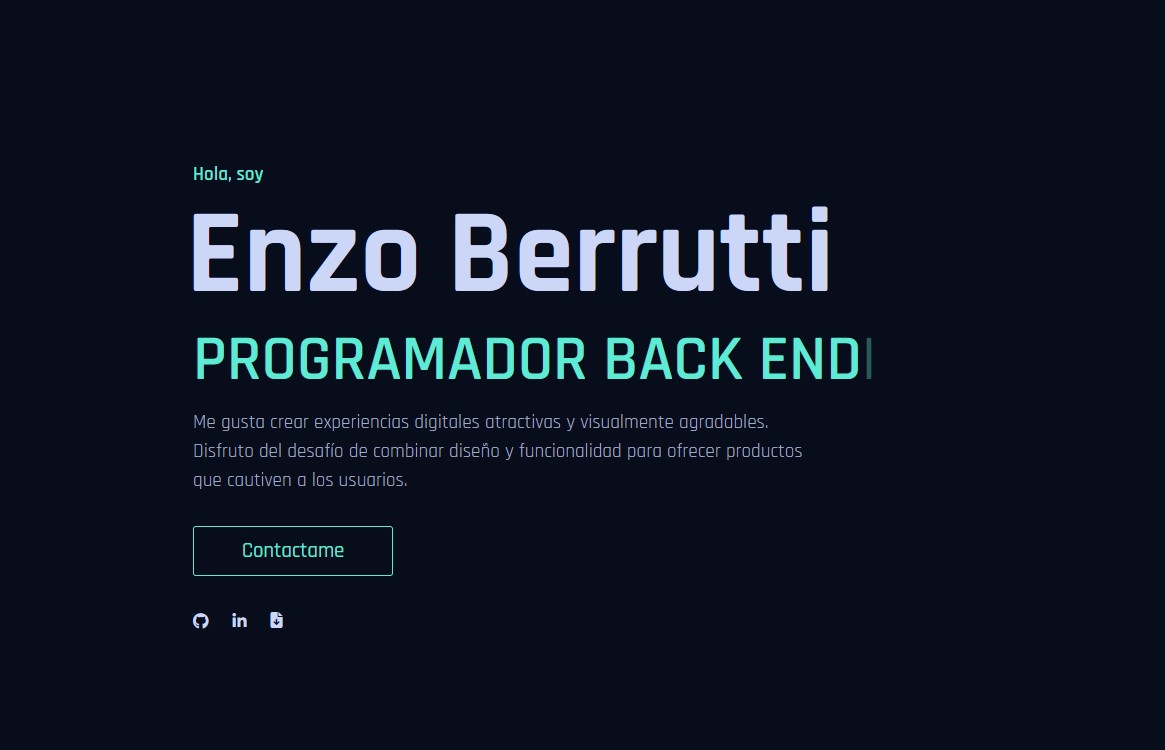 Hola, soy
Enzo Berrutti
PROGRAMADOR BACK END
Me gusta crear experiencias digitales atractivas y visualmente agradables.
Disfruto del desafío de combinar diseño y funcionalidad para ofrecer productos
que cautiven a los usuarios.
Contactame
in